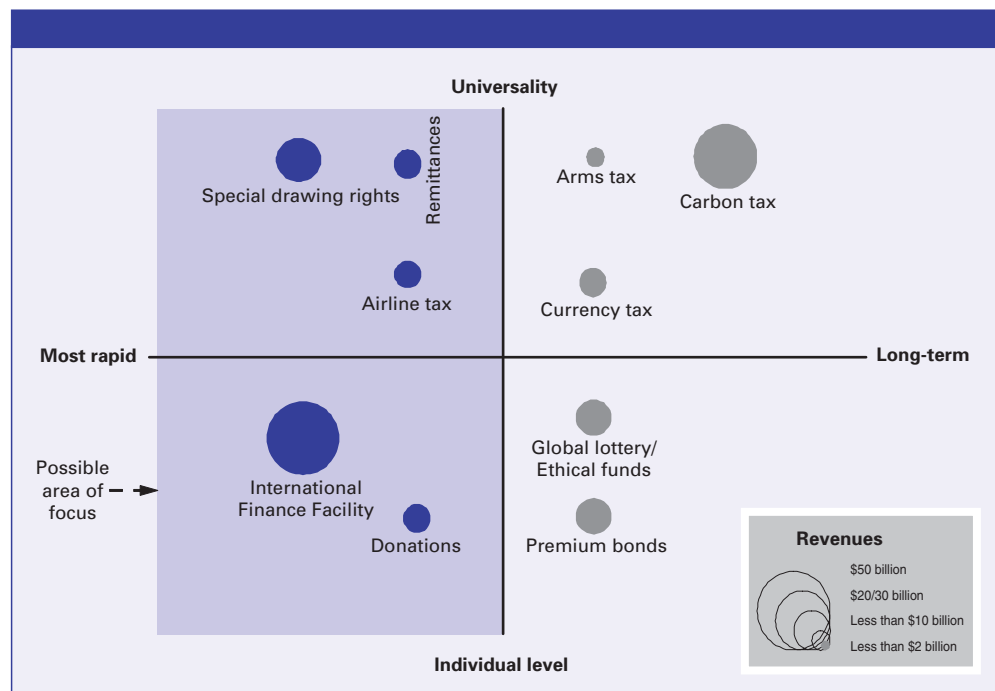 Universality
Special drawing rights
Remittances
Arms tax
Carbon tax
Airline tax
Currency tax
Most rapid
Long-term
Possible
area of
focus
International
Finance Facility
Donations
Global lottery/
Ethical funds
Premium bonds
Individual level
Revenues
$50 billion
$20/30 billion
Less than $10 billion
Less than $2 billion